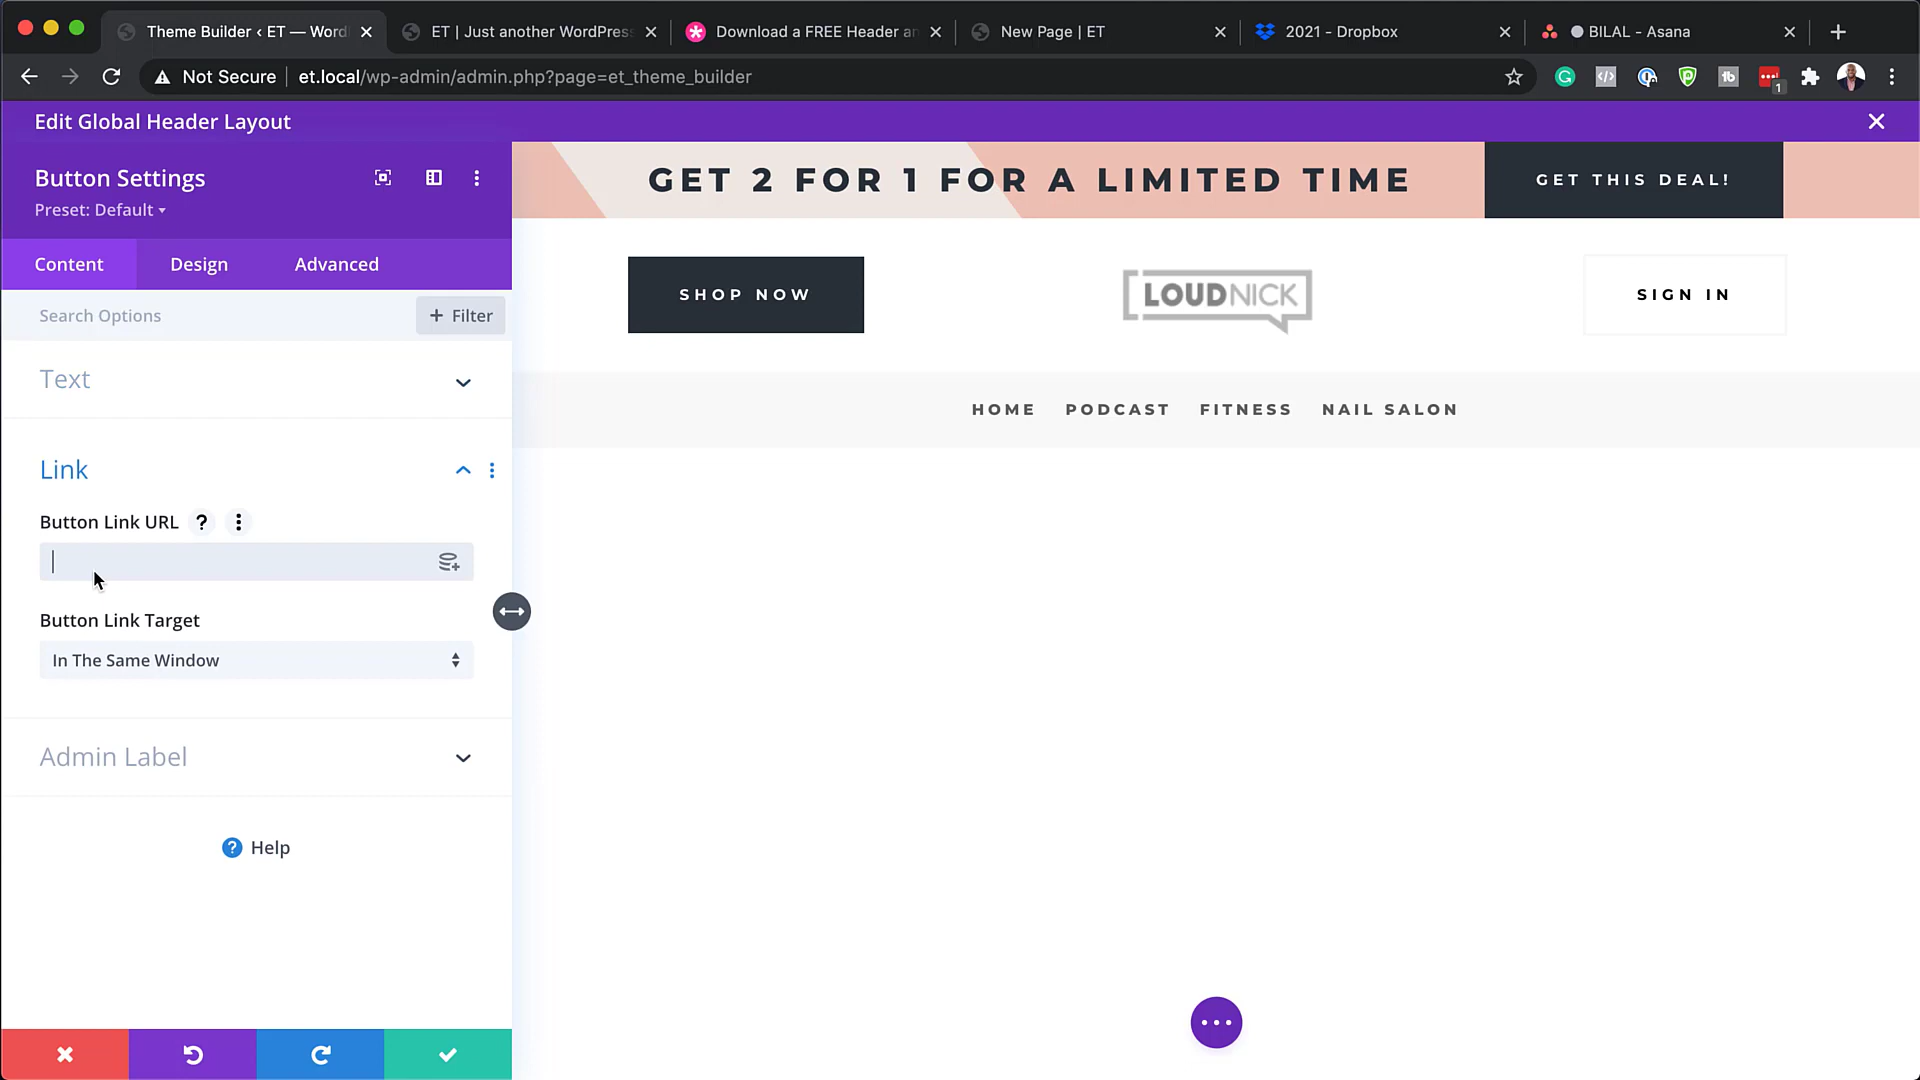 Theme Builder ‹ ET — Word
ET | Just another WordPress
Download a FREE Header an
New Page | ET
2021 - Dropbox
BILAL - Asana
Not Secure
et.local/wp-admin/admin.php?page=et_theme_builder
1
Edit Global Header Layout
Button Settings
Preset: Default
Content
Design
Advanced
Search Options
+ Filter
Text
Link
Button Link URL
?
Button Link Target
In The Same Window
Admin Label
? Help
GET 2 FOR 1 FOR A LIMITED TIME
GET THIS DEAL!
SHOP NOW
LOUDNICK
SIGN IN
HOME PODCAST FITNESS NAIL SALON